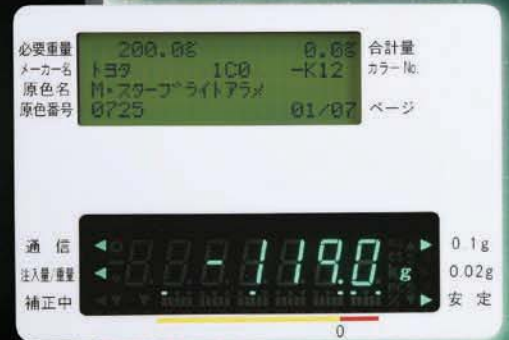 必要重量 200.0g 0.0g 合計量
メーカー名 トヨタ 1C0 -K12 カラー No.
原色名 M・スターブライトアラメ
原色番号 0725 01/07 ページ
通信 0.1g
注入量/重量 -119.0 g 0.02g
補正中 安定
0